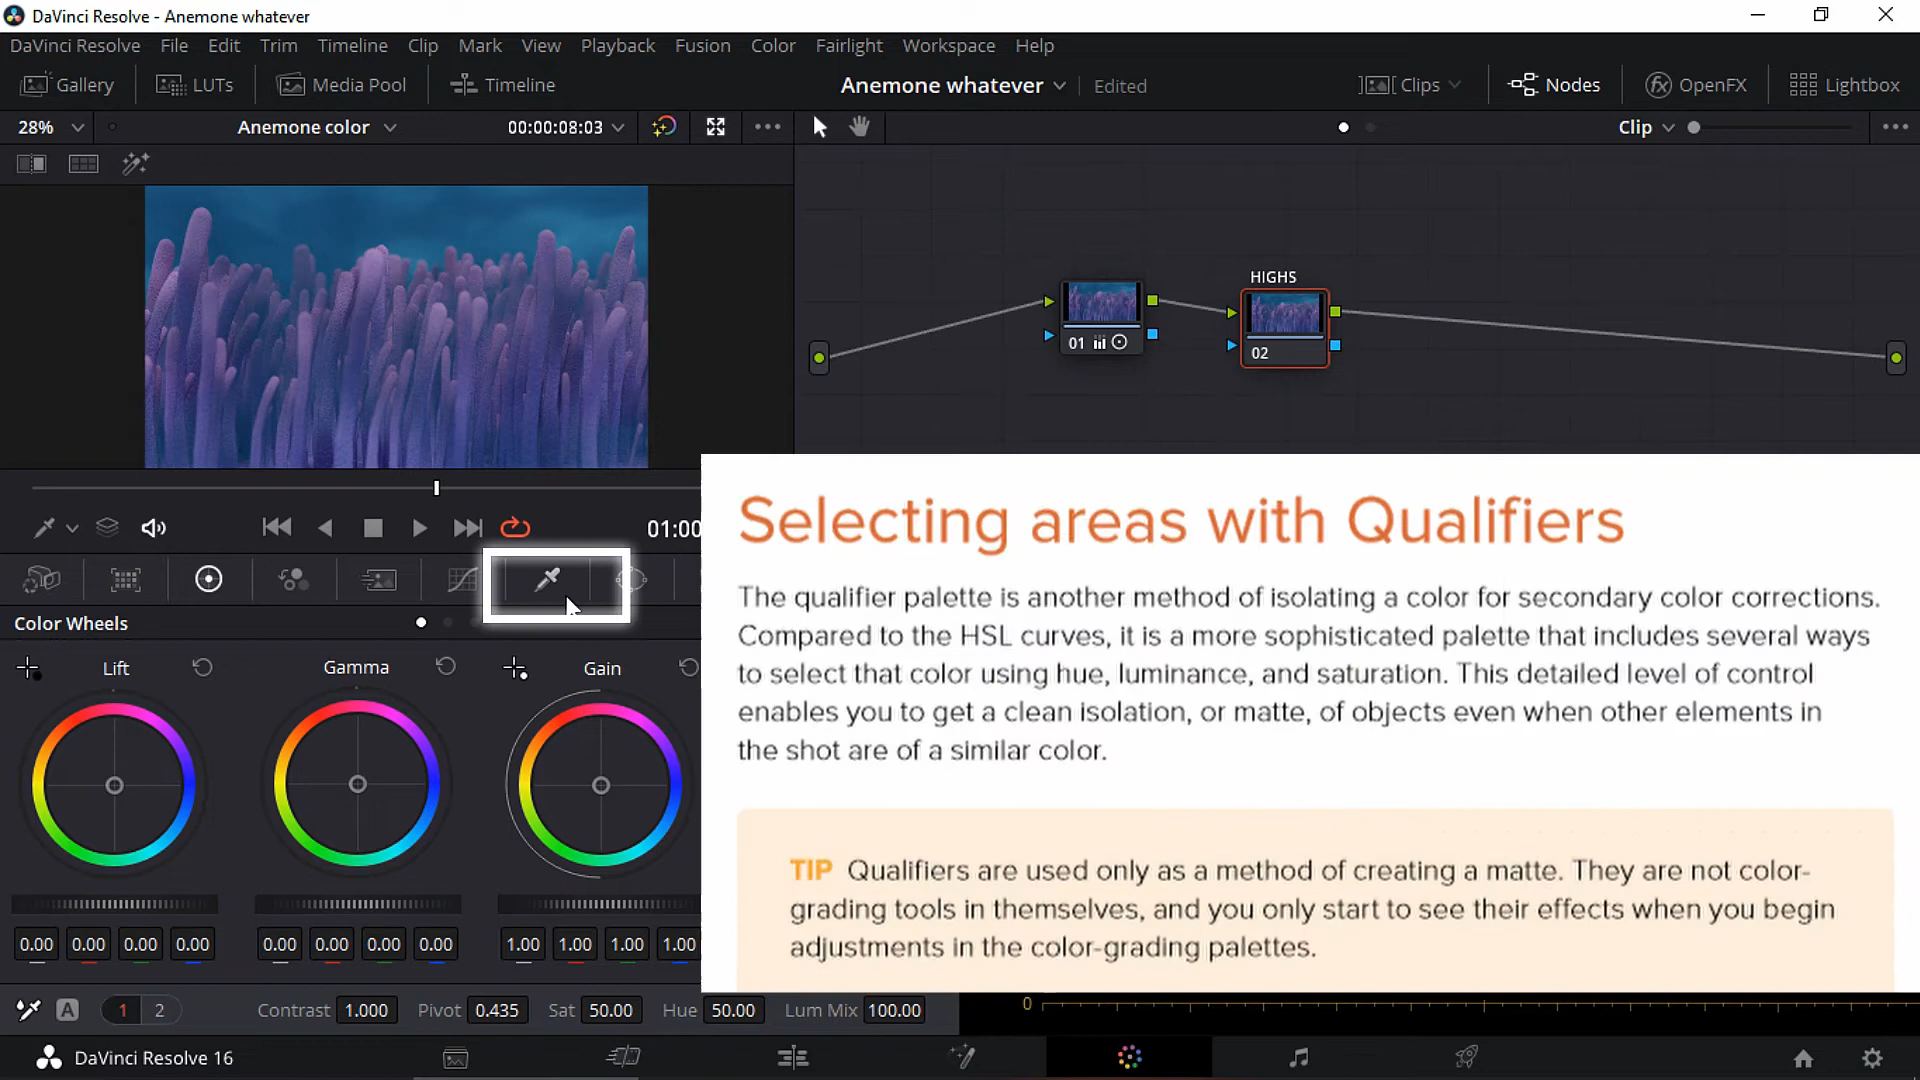 DaVinci Resolve - Anemone whatever
DaVinci Resolve File Edit Trim Timeline Clip Mark View Playback Fusion Color Fairlight Workspace Help
Gallery LUTs Media Pool Timeline Anemone whatever Edited Clips Nodes fx OpenFX Lightbox
28% Anemone color 00:00:08:03 Clip
HIGHS
01
02
01:00
Selecting areas with Qualifiers
The qualifier palette is another method of isolating a color for secondary color corrections.
Compared to the HSL curves, it is a more sophisticated palette that includes several ways
to select that color using hue, luminance, and saturation. This detailed level of control
enables you to get a clean isolation, or matte, of objects even when other elements in
the shot are of a similar color.
TIP Qualifiers are used only as a method of creating a matte. They are not color-
grading tools in themselves, and you only start to see their effects when you begin
adjustments in the color-grading palettes.
Color Wheels
Lift Gamma Gain
0.00 0.00 0.00 0.00 0.00 0.00 0.00 0.00 1.00 1.00 1.00 1.00
A 1 2 Contrast 1.000 Pivot 0.435 Sat 50.00 Hue 50.00 Lum Mix 100.00 0
DaVinci Resolve 16